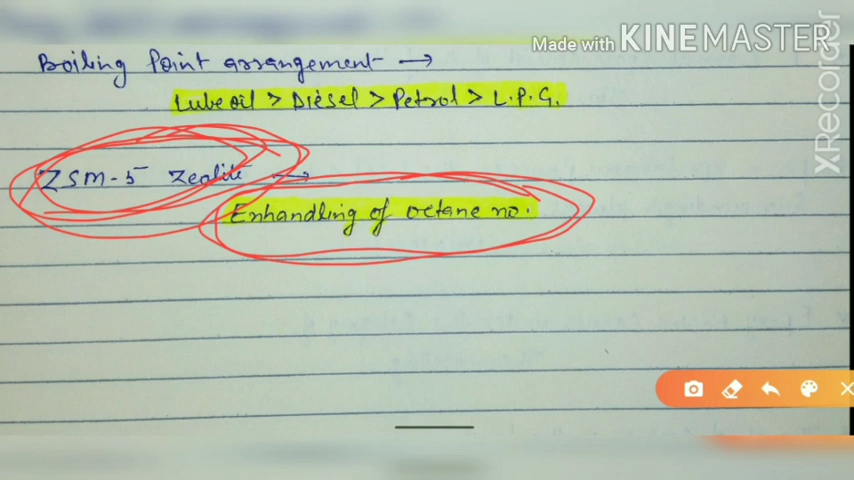 Made with KINEMASTER
XRecorder
Boiling Point arrangement →
Lube oil > Diesel > Petrol > L.P.G.
ZSM-5 Zeolite →
Enhandling of octane no.